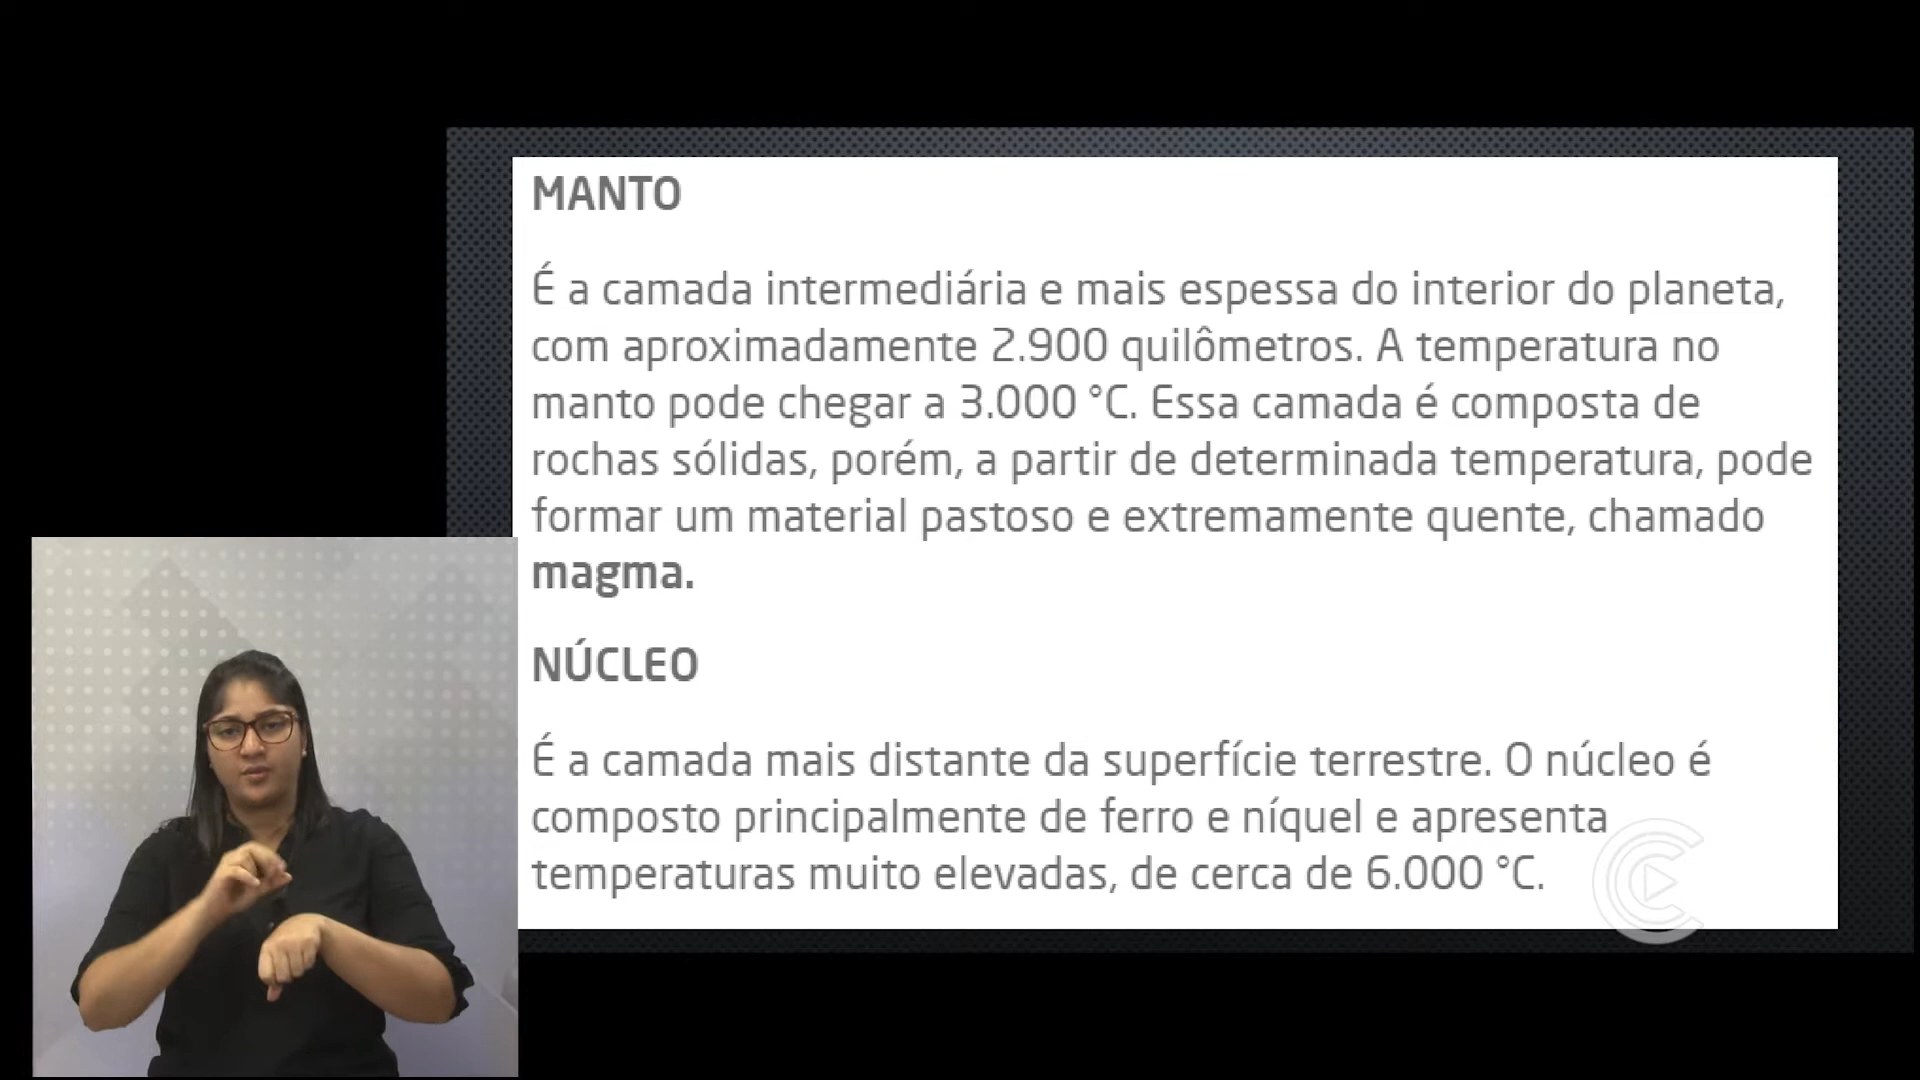 MANTO
É a camada intermediária e mais espessa do interior do planeta,
com aproximadamente 2.900 quilômetros. A temperatura no
manto pode chegar a 3.000 °C. Essa camada é composta de
rochas sólidas, porém, a partir de determinada temperatura, pode
formar um material pastoso e extremamente quente, chamado
magma.
NÚCLEO
É a camada mais distante da superfície terrestre. O núcleo é
composto principalmente de ferro e níquel e apresenta
temperaturas muito elevadas, de cerca de 6.000 °C.